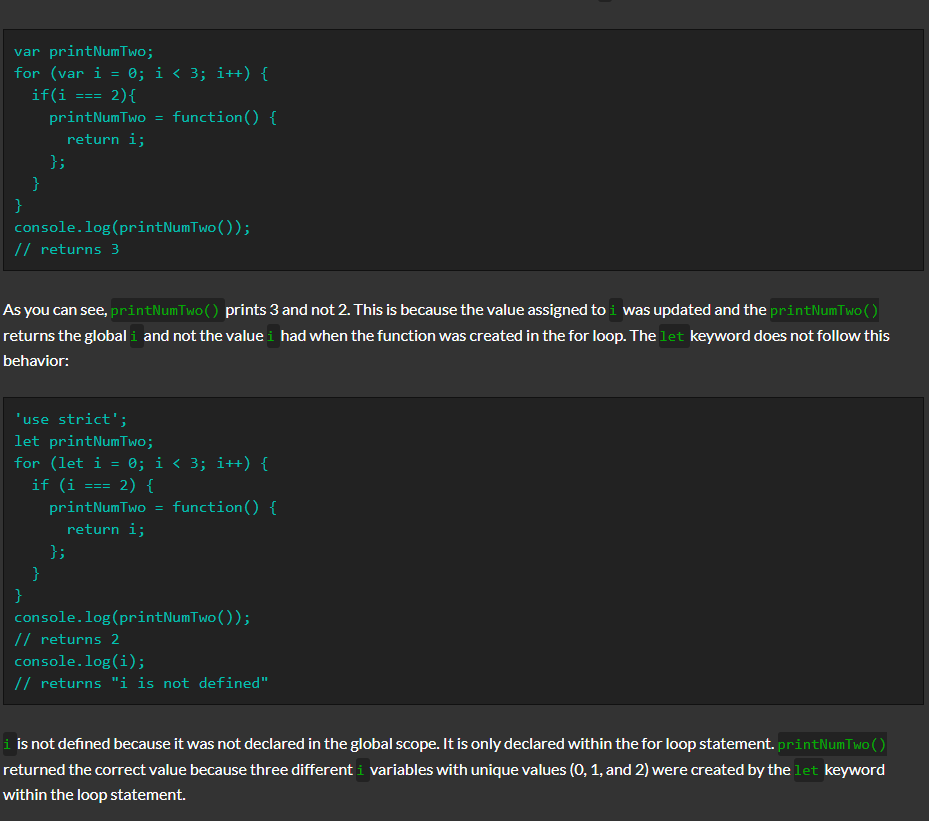 var printNumTwo;
for (var i = 0; i < 3; i++) {
  if(i === 2){
    printNumTwo = function() {
      return i;
    };
  }
}
console.log(printNumTwo());
// returns 3
As you can see, printNumTwo() prints 3 and not 2. This is because the value assigned to i was updated and the printNumTwo()
returns the global i and not the value i had when the function was created in the for loop. The let keyword does not follow this
behavior:
'use strict';
let printNumTwo;
for (let i = 0; i < 3; i++) {
  if (i === 2) {
    printNumTwo = function() {
      return i;
    };
  }
}
console.log(printNumTwo());
// returns 2
console.log(i);
// returns "i is not defined"
i is not defined because it was not declared in the global scope. It is only declared within the for loop statement. printNumTwo()
returned the correct value because three different i variables with unique values (0, 1, and 2) were created by the let keyword
within the loop statement.